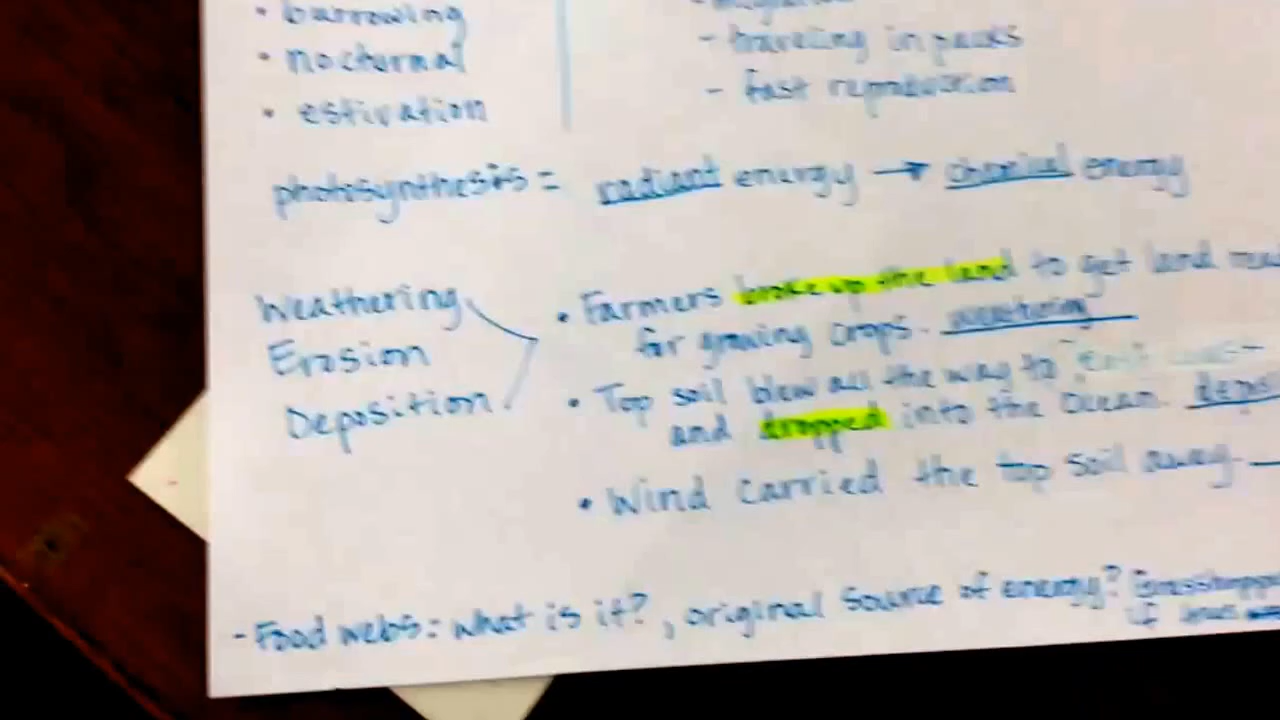 • burrowing
• nocturnal
• estivation
- traveling in packs
- fast reproduction
photosynthesis = radiant energy → chemical energy
Weathering
Erosion
Deposition
• Farmers broke up the land to get land
for growing crops. weathering
• Top soil blew all the way to
and dropped into the Ocean.
• Wind carried the top soil away.
- Food webs: what is it?, original source of energy?